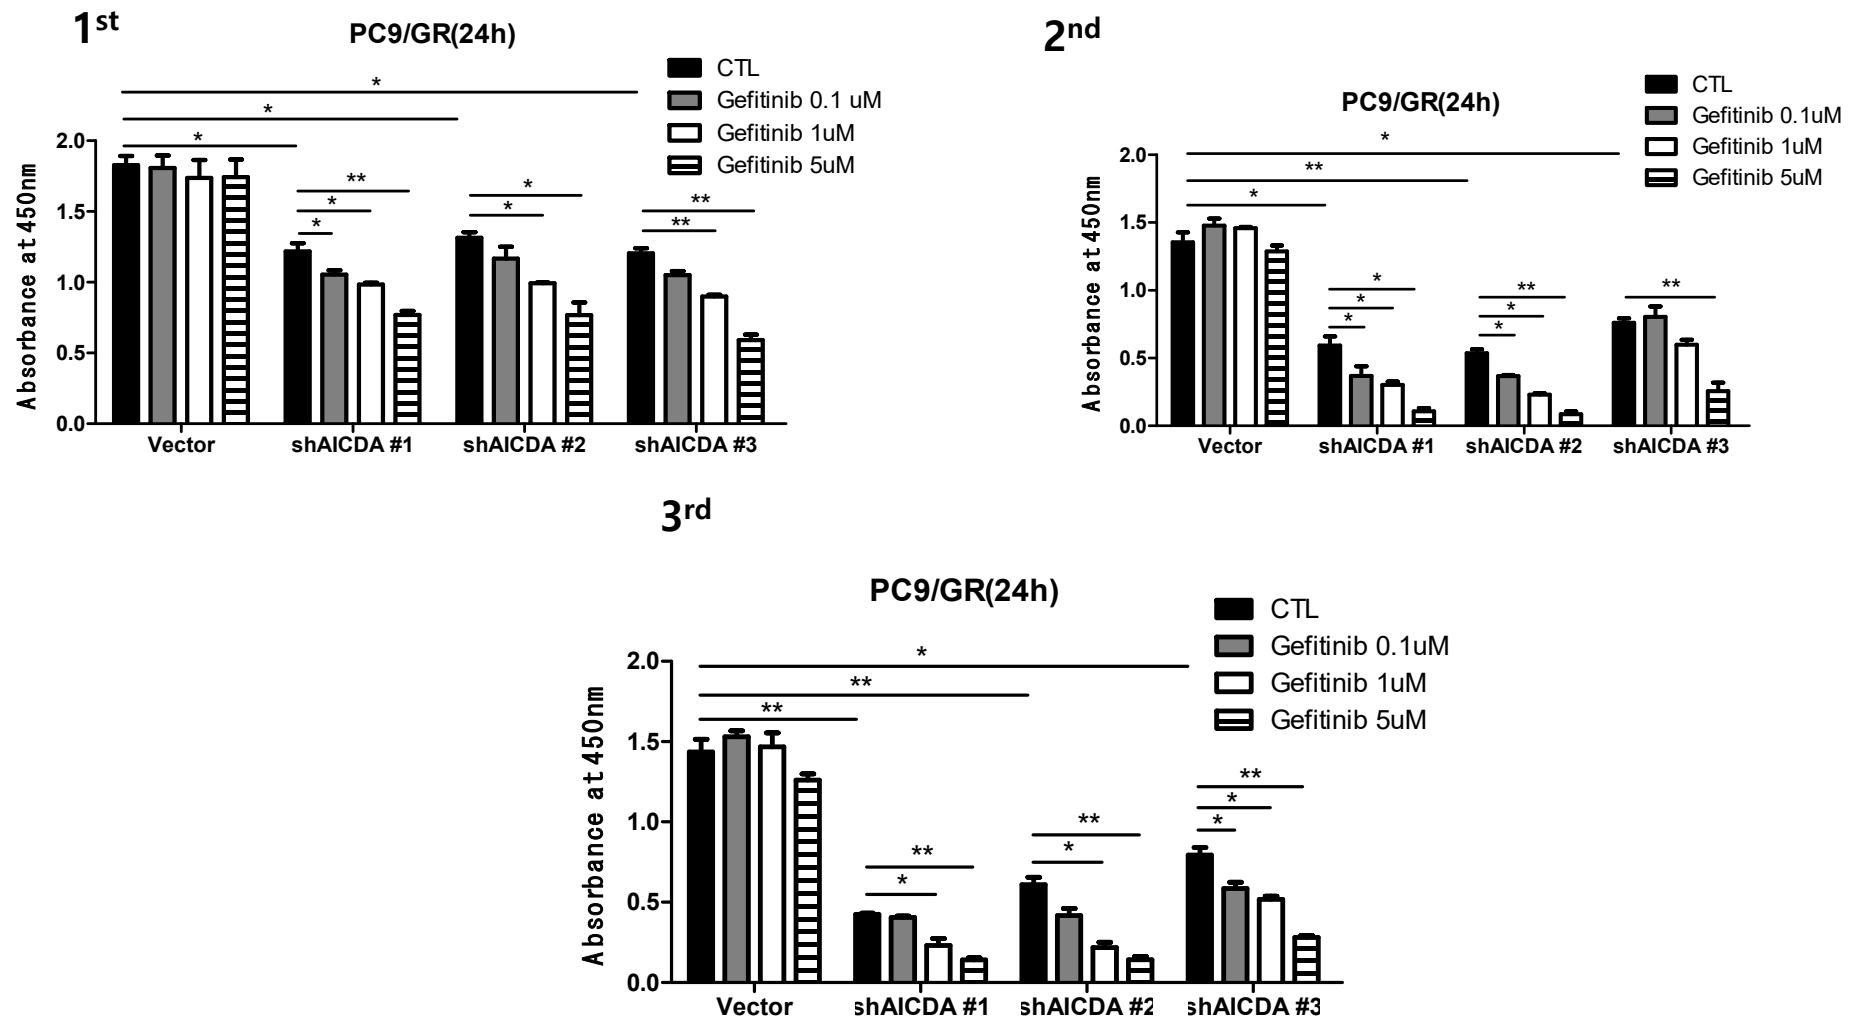 1st
PC9/GR(24h)
CTL
Gefitinib 0.1 uM
Gefitinib 1uM
Gefitinib 5uM
*
*
*
**
*
*
*
*
**
**
Absorbance at 450nm
2.0
1.5
1.0
0.5
0.0
Vector shAICDA #1 shAICDA #2 shAICDA #3
2nd
PC9/GR(24h)
CTL
Gefitinib 0.1uM
Gefitinib 1uM
Gefitinib 5uM
*
**
*
*
*
*
**
*
*
**
Absorbance at 450nm
2.0
1.5
1.0
0.5
0.0
Vector shAICDA #1 shAICDA #2 shAICDA #3
3rd
PC9/GR(24h)
CTL
Gefitinib 0.1uM
Gefitinib 1uM
Gefitinib 5uM
*
**
**
**
*
**
*
**
*
*
Absorbance at 450nm
2.0
1.5
1.0
0.5
0.0
Vector shAICDA #1 shAICDA #2 shAICDA #3